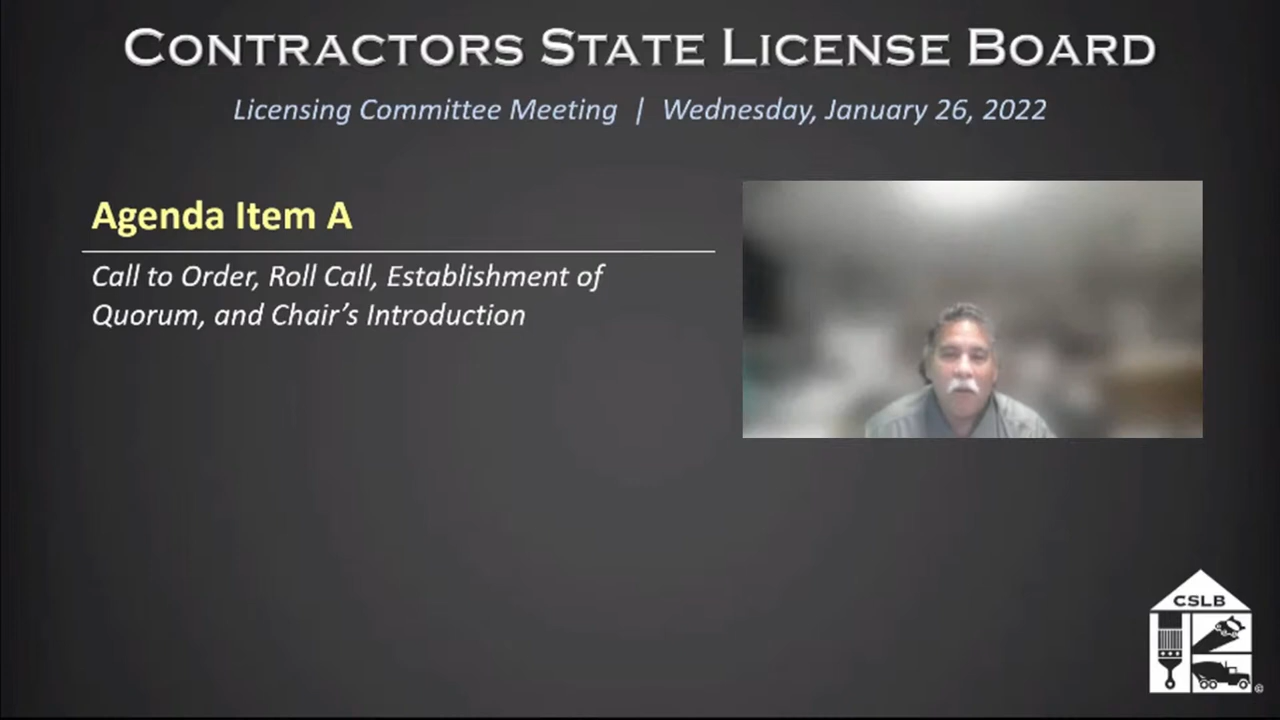 CONTRACTORS STATE LICENSE BOARD
Licensing Committee Meeting | Wednesday, January 26, 2022
Agenda Item A
Call to Order, Roll Call, Establishment of
Quorum, and Chair’s Introduction
CSLB
©